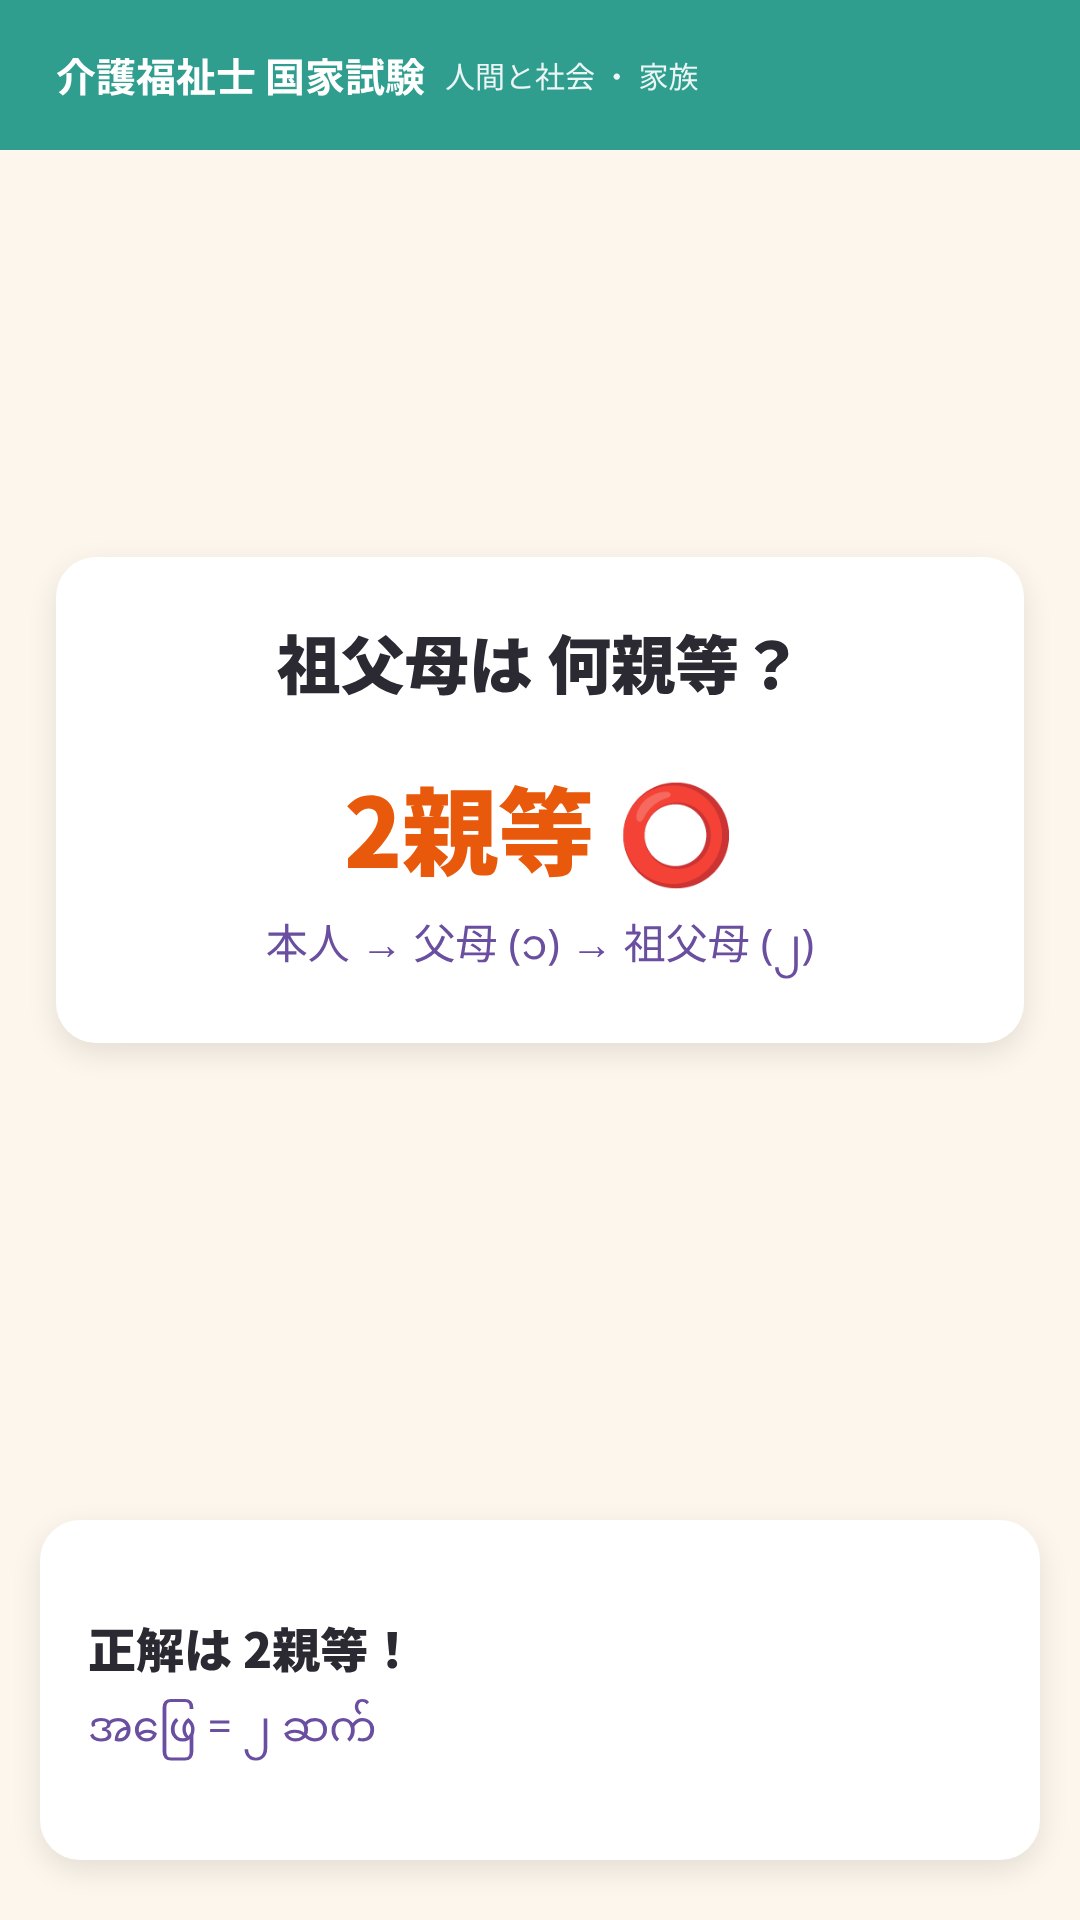 介護福祉士 国家試験 人間と社会 ・ 家族
祖父母は 何親等？
2親等 ⭕
本人 → 父母 (၁) → 祖父母 (၂)
正解は 2親等！
အဖြေ = ၂ ဆက်